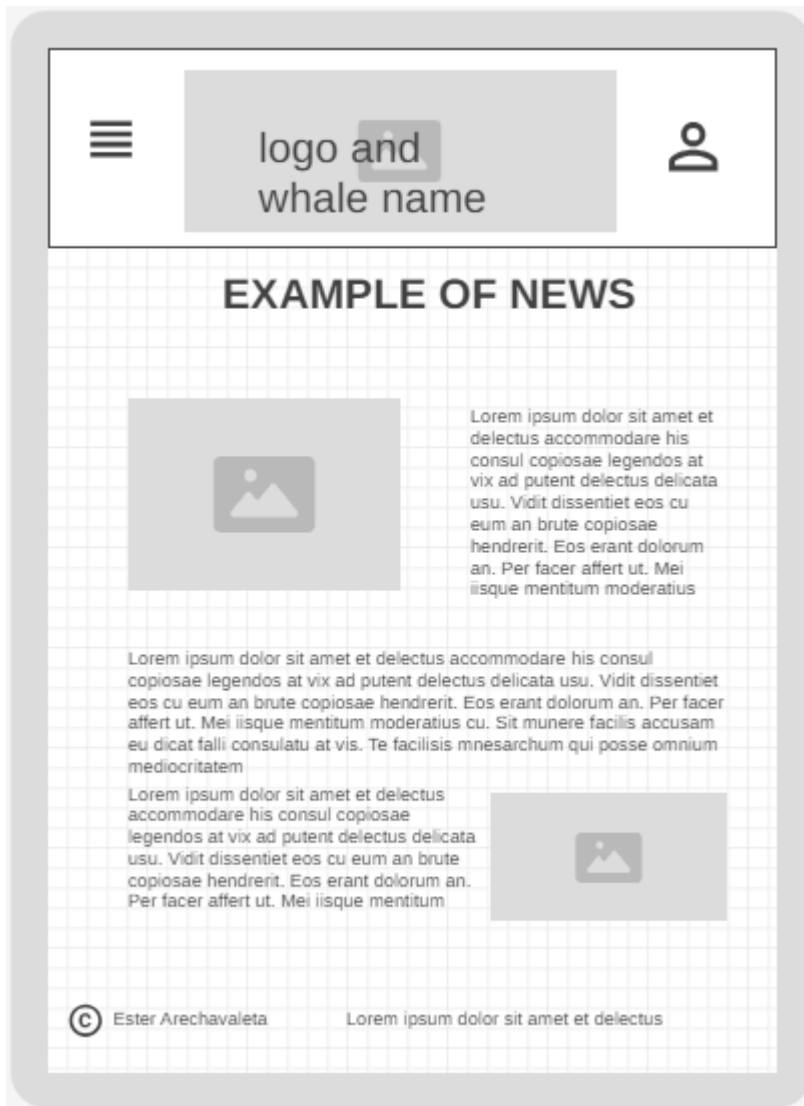 logo and
whale name
EXAMPLE OF NEWS
Lorem ipsum dolor sit amet et
delectus accommodare his
consul copiosae legendos at
vix ad putent delectus delicata
usu. Vidit dissentiet eos cu
eum an brute copiosae
hendrerit. Eos erant dolorum
an. Per facer affert ut. Mei
iisque mentitum moderatius
Lorem ipsum dolor sit amet et delectus accommodare his consul
copiosae legendos at vix ad putent delectus delicata usu. Vidit dissentiet
eos cu eum an brute copiosae hendrerit. Eos erant dolorum an. Per facer
affert ut. Mei iisque mentitum moderatius cu. Sit munere facilis accusam
eu dicat falli consulatu at vis. Te facilisis mnesarchum qui posse omnium
mediocritatem
Lorem ipsum dolor sit amet et delectus
accommodare his consul copiosae
legendos at vix ad putent delectus delicata
usu. Vidit dissentiet eos cu eum an brute
copiosae hendrerit. Eos erant dolorum an.
Per facer affert ut. Mei iisque mentitum
© Ester Arechavaleta
Lorem ipsum dolor sit amet et delectus